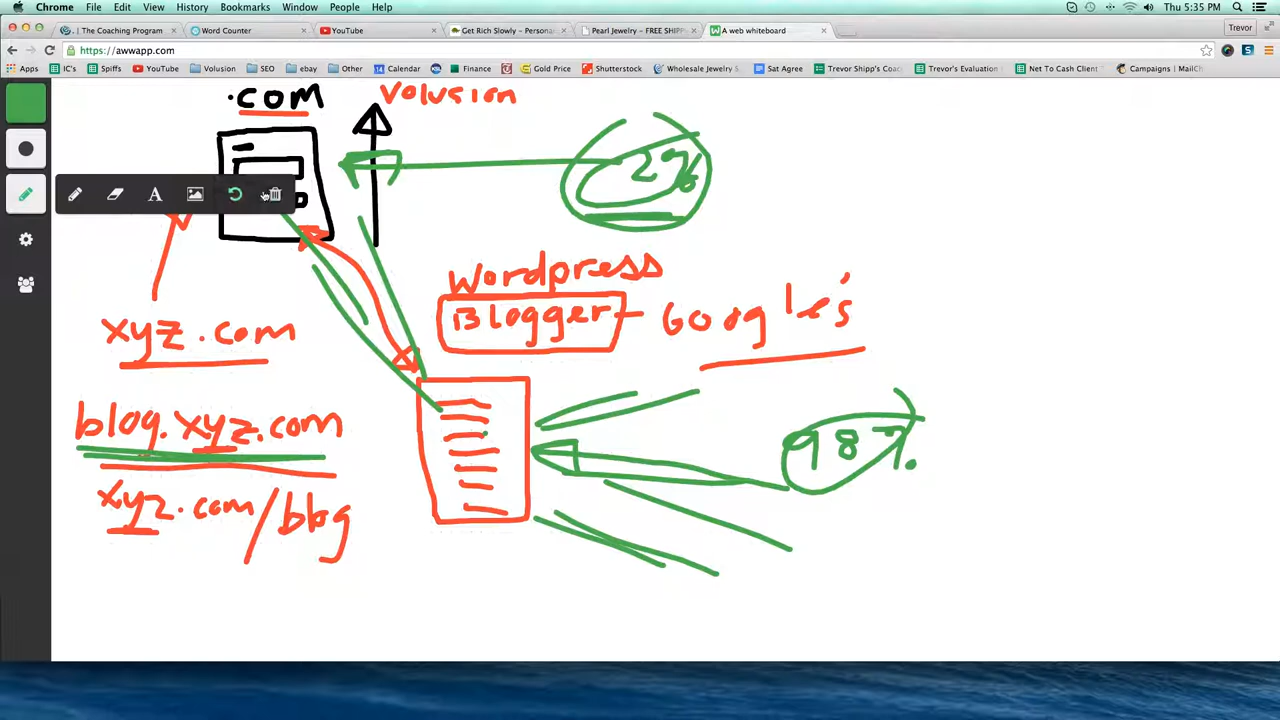 Chrome File Edit View History Bookmarks Window People Help
Thu 5:35 PM
. | The Coaching Program
Word Counter
YouTube
Get Rich Slowly – Persona
Pearl Jewelry – FREE SHIP
A web whiteboard
Trevor
https://awwapp.com
Apps IC's Spiffs YouTube Volusion SEO ebay Other Calendar Finance Gold Price Shutterstock Wholesale Jewelry Sat Agree Trevor Shipp's Coac Trevor's Evaluation Net To Cash Client Campaigns | MailCh
.com
Volusion
2%
A
Wordpress
xyz.com
Blogger – Google's
blog.xyz.com
98%
xyz.com/blog